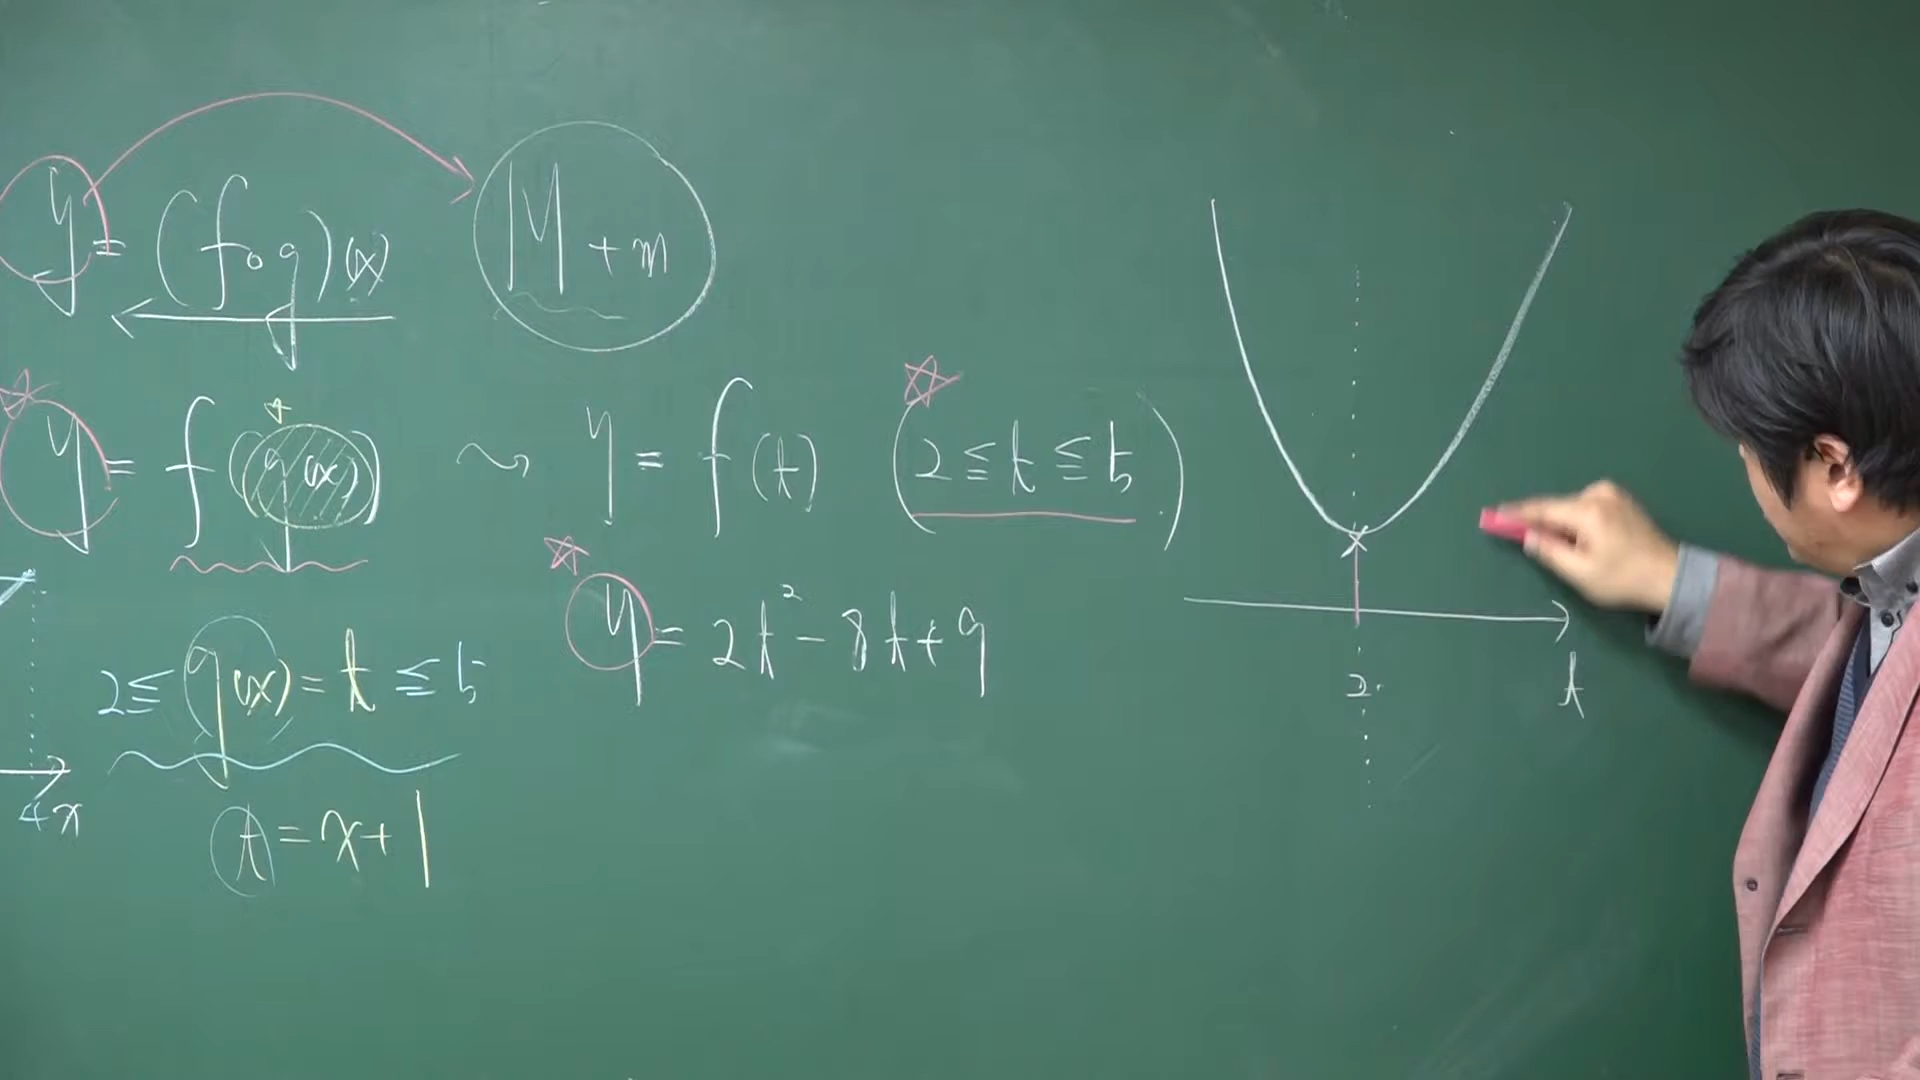 y = (f∘g)(x)
M + m
y = f(g(x)) ⇝ y = f(t) (2 ≦ t ≦ 5)
y = 2t² - 8t + 9
2 ≦ g(x) = t ≦ 5
t = x + 1
4 x
2
t